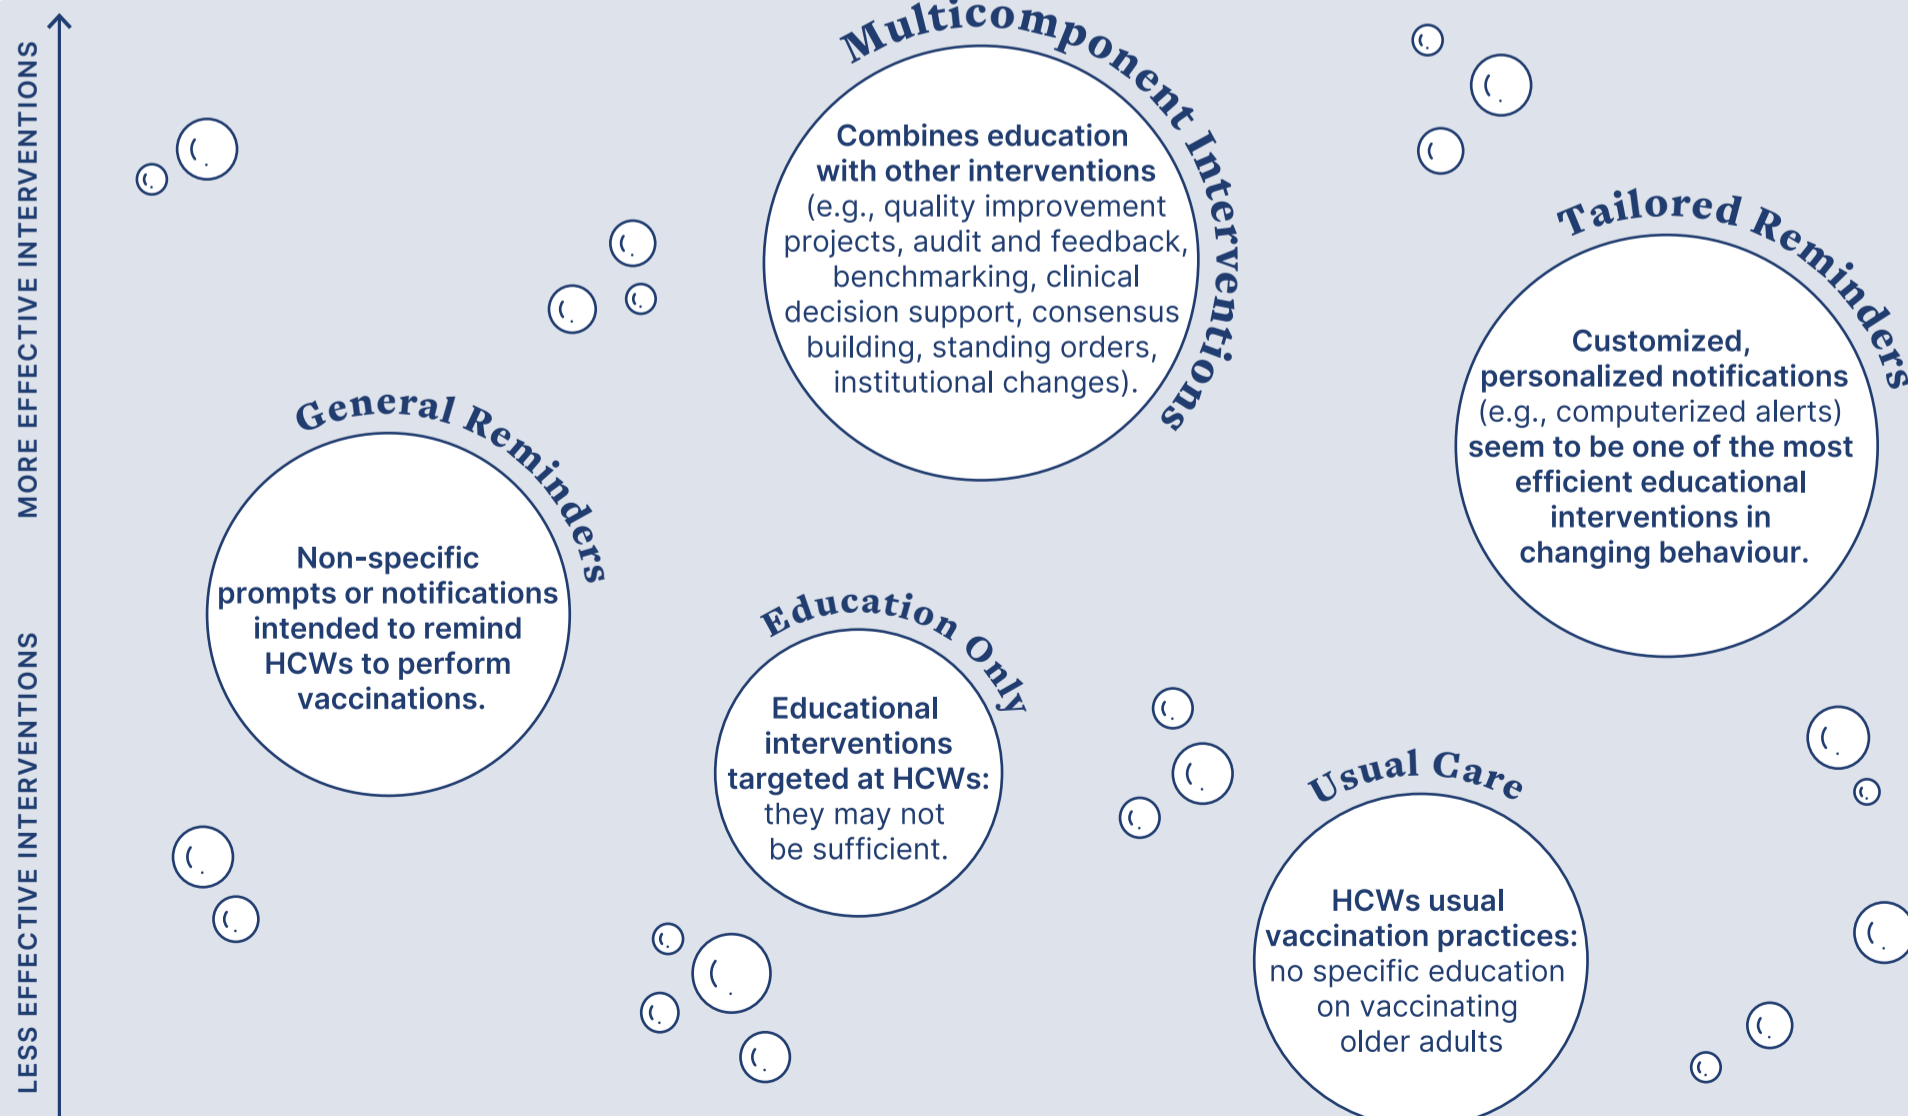 MORE EFFECTIVE INTERVENTIONS
LESS EFFECTIVE INTERVENTIONS
Multicomponent Interventions
Combines education
with other interventions
(e.g., quality improvement
projects, audit and feedback,
benchmarking, clinical
decision support, consensus
building, standing orders,
institutional changes).
Tailored Reminders
Customized,
personalized notifications
(e.g., computerized alerts)
seem to be one of the most
efficient educational
interventions in
changing behaviour.
General Reminders
Non-specific
prompts or notifications
intended to remind
HCWs to perform
vaccinations.
Education Only
Educational
interventions
targeted at HCWs:
they may not
be sufficient.
Usual Care
HCWs usual
vaccination practices:
no specific education
on vaccinating
older adults